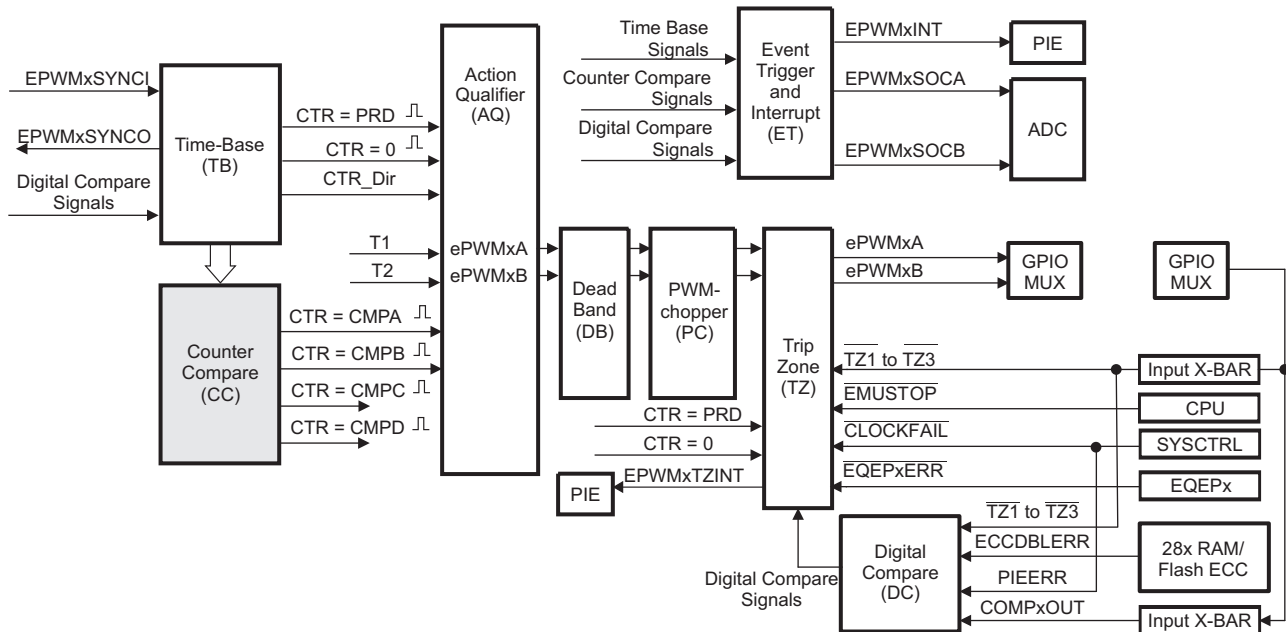 EPWMxSYNCI
EPWMxSYNCO
Digital Compare
Signals
Time-Base
(TB)
CTR = PRD
CTR = 0
CTR_Dir
T1
T2
Counter
Compare
(CC)
CTR = CMPA
CTR = CMPB
CTR = CMPC
CTR = CMPD
Action
Qualifier
(AQ)
ePWMxA
ePWMxB
Time Base
Signals
Counter Compare
Signals
Digital Compare
Signals
Event
Trigger
and
Interrupt
(ET)
EPWMxINT
EPWMxSOCA
EPWMxSOCB
PIE
ADC
Dead
Band
(DB)
PWM-
chopper
(PC)
Trip
Zone
(TZ)
ePWMxA
ePWMxB
GPIO
MUX
GPIO
MUX
TZ1 to TZ3
EMUSTOP
CLOCKFAIL
EQEPxERR
Input X-BAR
CPU
SYSCTRL
EQEPx
CTR = PRD
CTR = 0
EPWMxTZINT
PIE
Digital Compare
Signals
Digital
Compare
(DC)
TZ1 to TZ3
ECCDBLERR
PIEERR
COMPxOUT
28x RAM/
Flash ECC
Input X-BAR